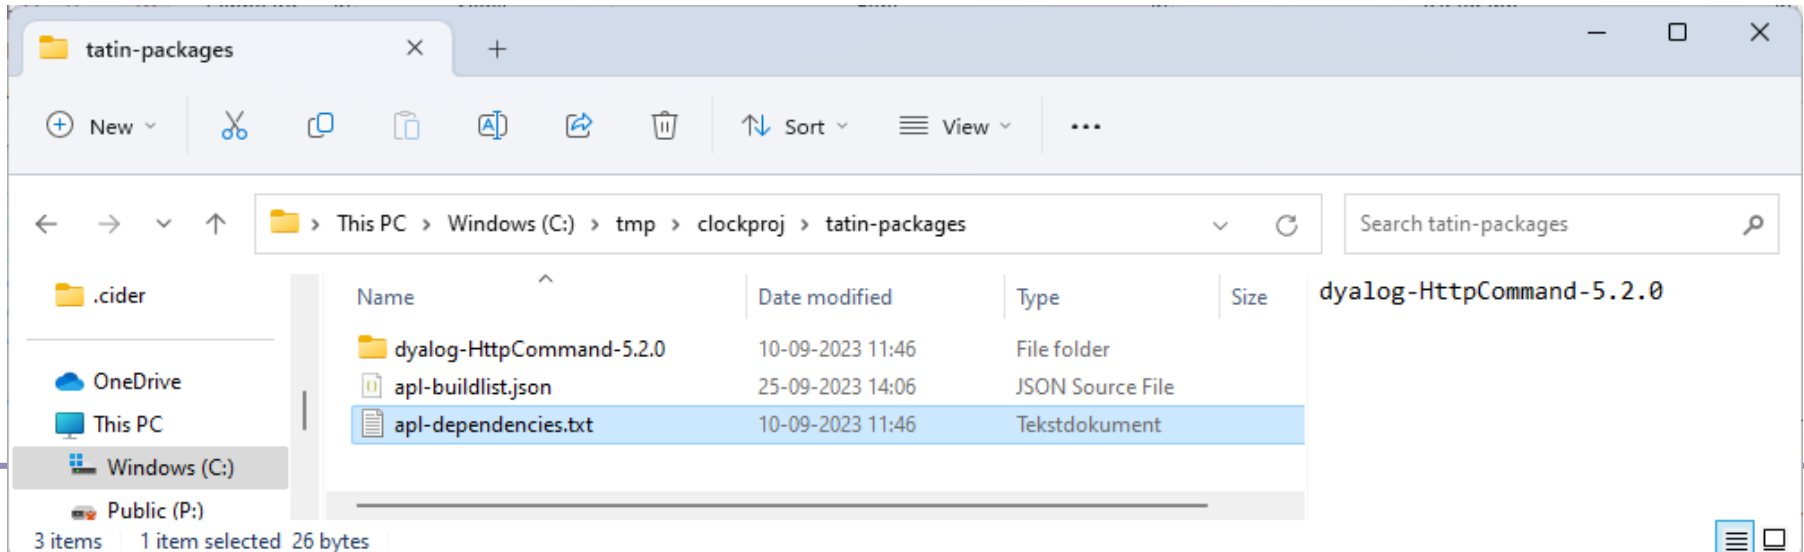 tatin-packages
New
Sort
View
This PC > Windows (C:) > tmp > clockproj > tatin-packages
Search tatin-packages
.cider
OneDrive
This PC
Windows (C:)
Public (P:)
Name Date modified Type Size
dyalog-HttpCommand-5.2.0 10-09-2023 11:46 File folder
apl-buildlist.json 25-09-2023 14:06 JSON Source File
apl-dependencies.txt 10-09-2023 11:46 Tekstdokument
dyalog-HttpCommand-5.2.0
3 items 1 item selected 26 bytes